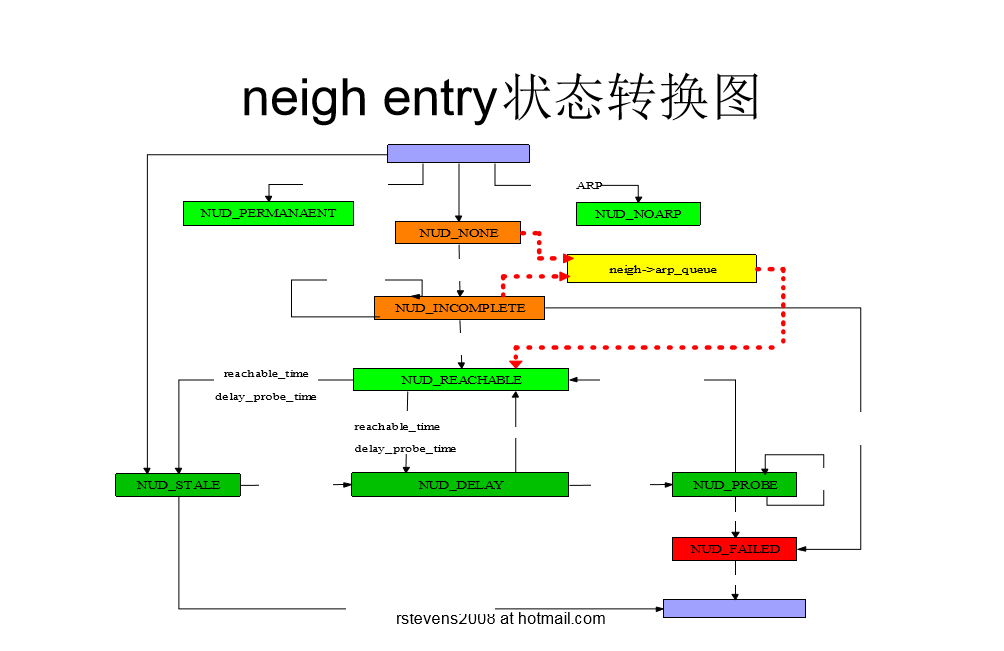 neigh entry状态转换图
ARP
NUD_PERMANAENT
NUD_NOARP
NUD_NONE
neigh->arp_queue
NUD_INCOMPLETE
reachable_time
NUD_REACHABLE
delay_probe_time
reachable_time
delay_probe_time
NUD_STALE
NUD_DELAY
NUD_PROBE
NUD_FAILED
rstevens2008 at hotmail.com